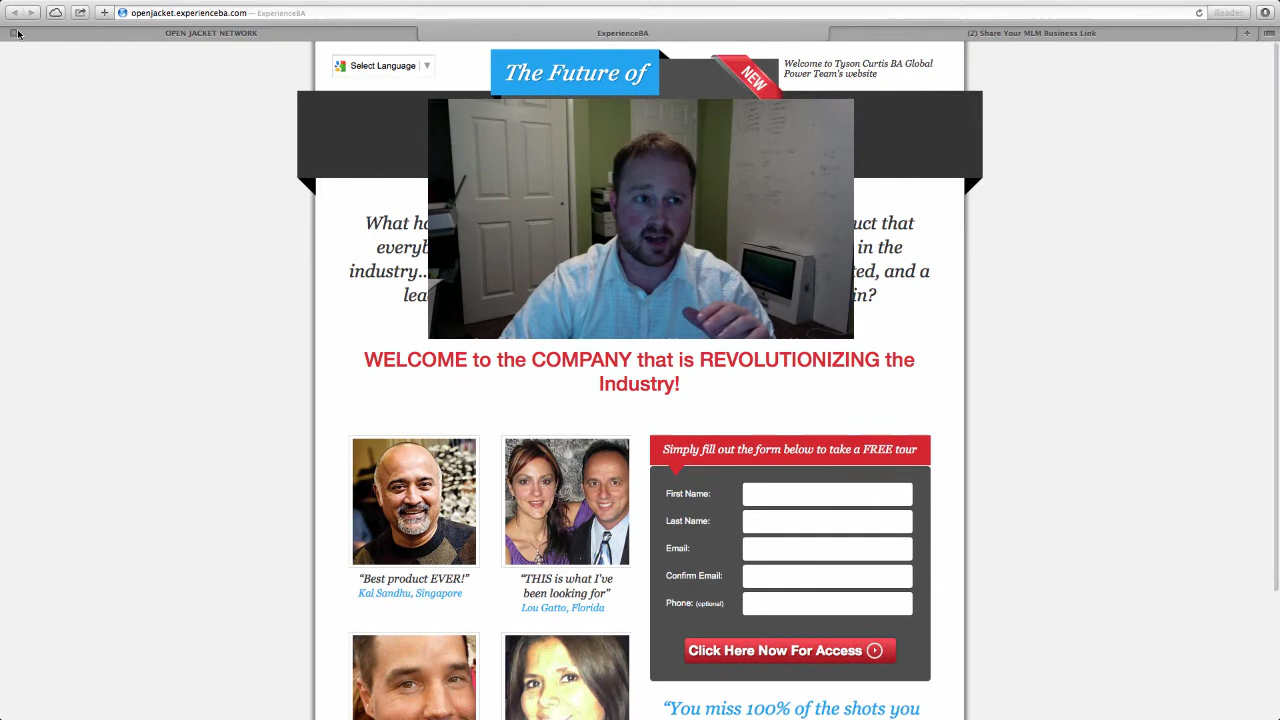 openjacket.experienceba.com — ExperienceBA
Reader
OPEN JACKET NETWORK
ExperienceBA
(2) Share Your MLM Business Link
Select Language
The Future of
NEW
Welcome to Tyson Curtis BA Global
Power Team's website
What
uct that
in the
industry..
ted, and a
in?
WELCOME to the COMPANY that is REVOLUTIONIZING the
Industry!
Simply fill out the form below to take a FREE tour
First Name:
Last Name:
Email:
Confirm Email:
Phone: (optional)
Click Here Now For Access
“Best product EVER!”
Kal Sandhu, Singapore
“THIS is what I've
been looking for”
Lou Gatto, Florida
“You miss 100% of the shots you